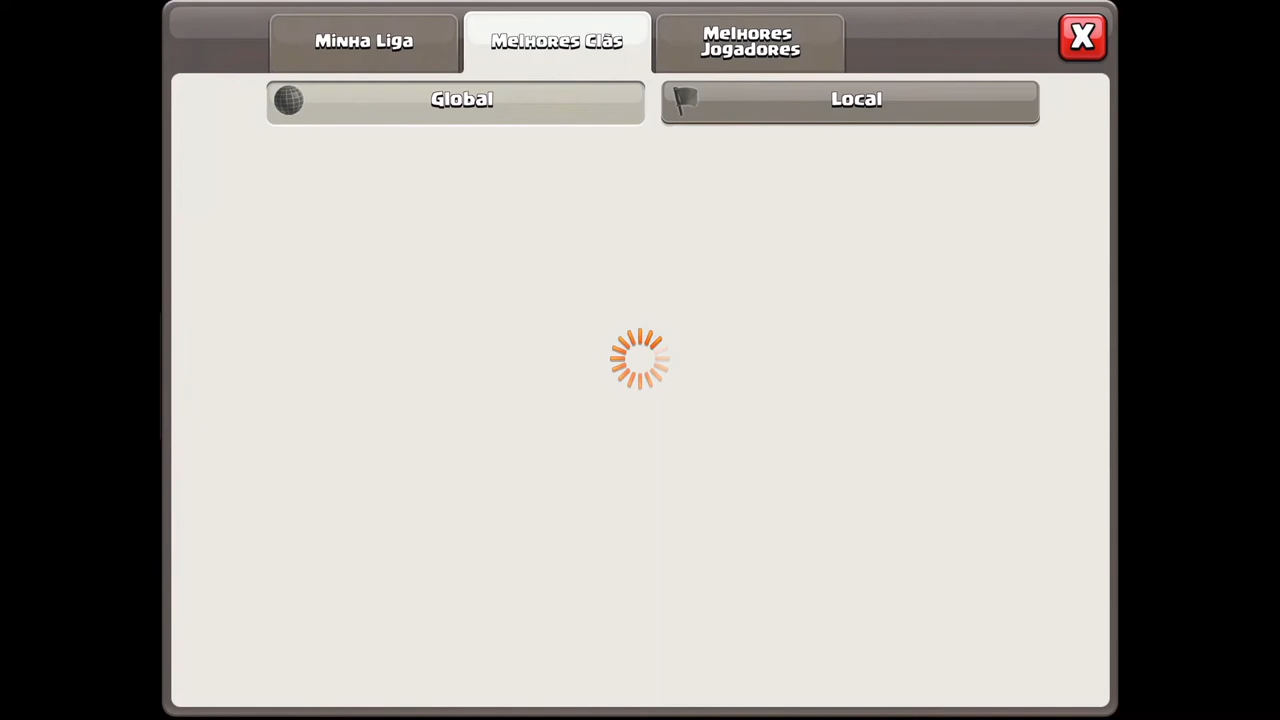 Minha Liga
Melhores Clãs
Melhores
Jogadores
X
Global
Local